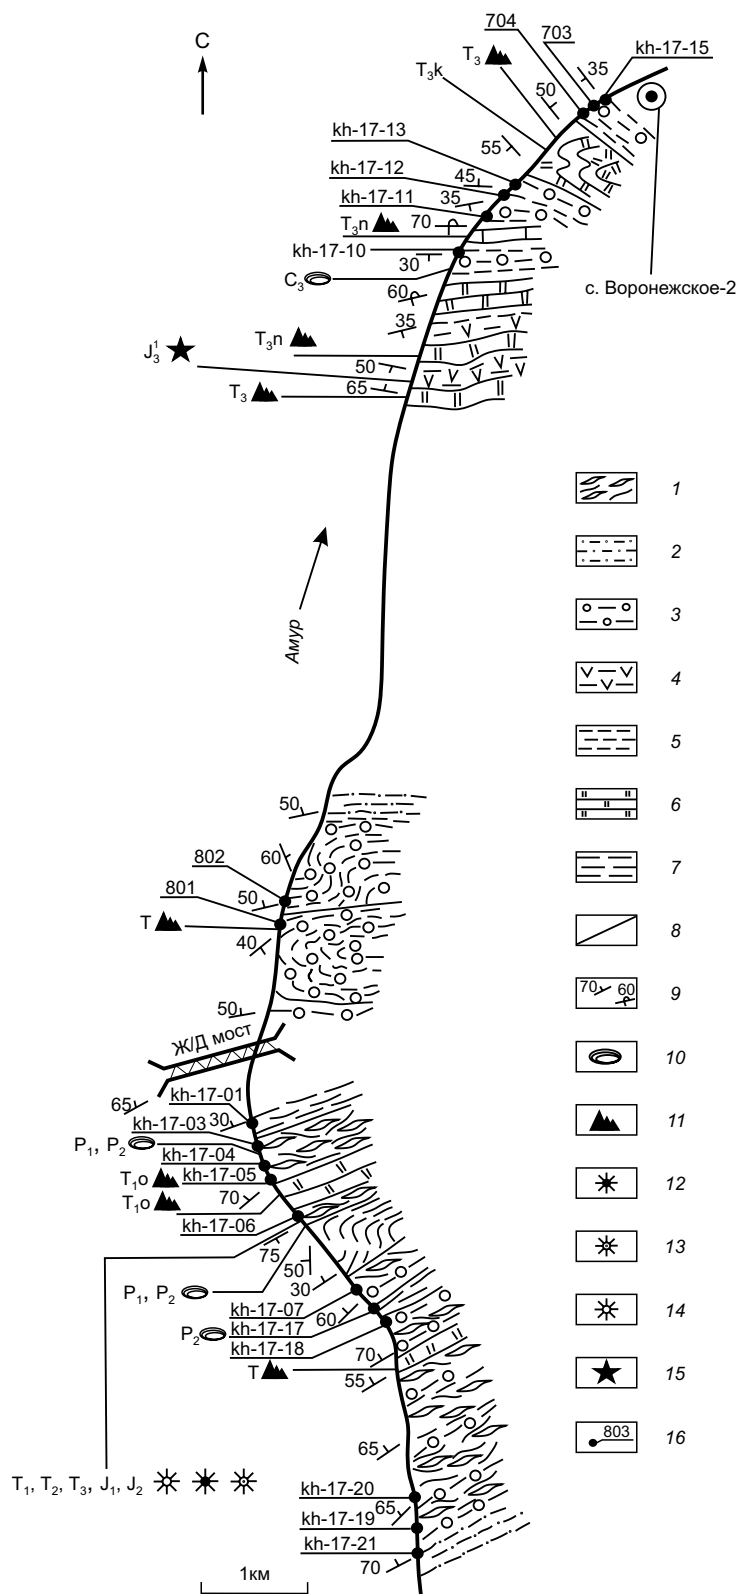 С
704
703
kh-17-15
T₃
35
T₃k
50
kh-17-13
55
kh-17-12
45
kh-17-11
35
T₃n
70
kh-17-10
30
C₃
с. Воронежское-2
60
35
T₃n
J₃¹
50
T₃
65
1
2
3
Амур
4
5
50
6
60
802
7
801
50
T
40
8
70
60
9
50
Ж/Д мост
10
65
kh-17-01
30
kh-17-03
11
P₁, P₂
kh-17-04
T₁o
kh-17-05
12
T₁o
70
kh-17-06
75
13
50
P₁, P₂
30
kh-17-07
14
60
P₂
kh-17-17
kh-17-18
70
T
55
15
803
16
65
T₁, T₂, T₃, J₁, J₂
kh-17-20
65
kh-17-19
kh-17-21
70
1км